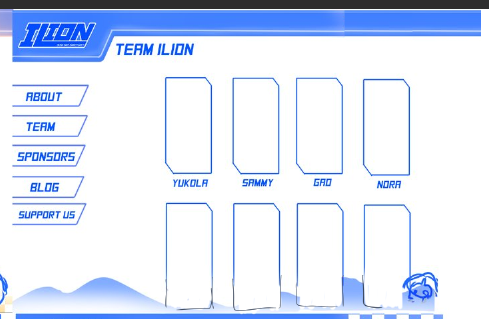 ILION
TEAM ILION
ABOUT
TEAM
SPONSORS
BLOG
SUPPORT US
YUKOLA SAMMY GAO NORA